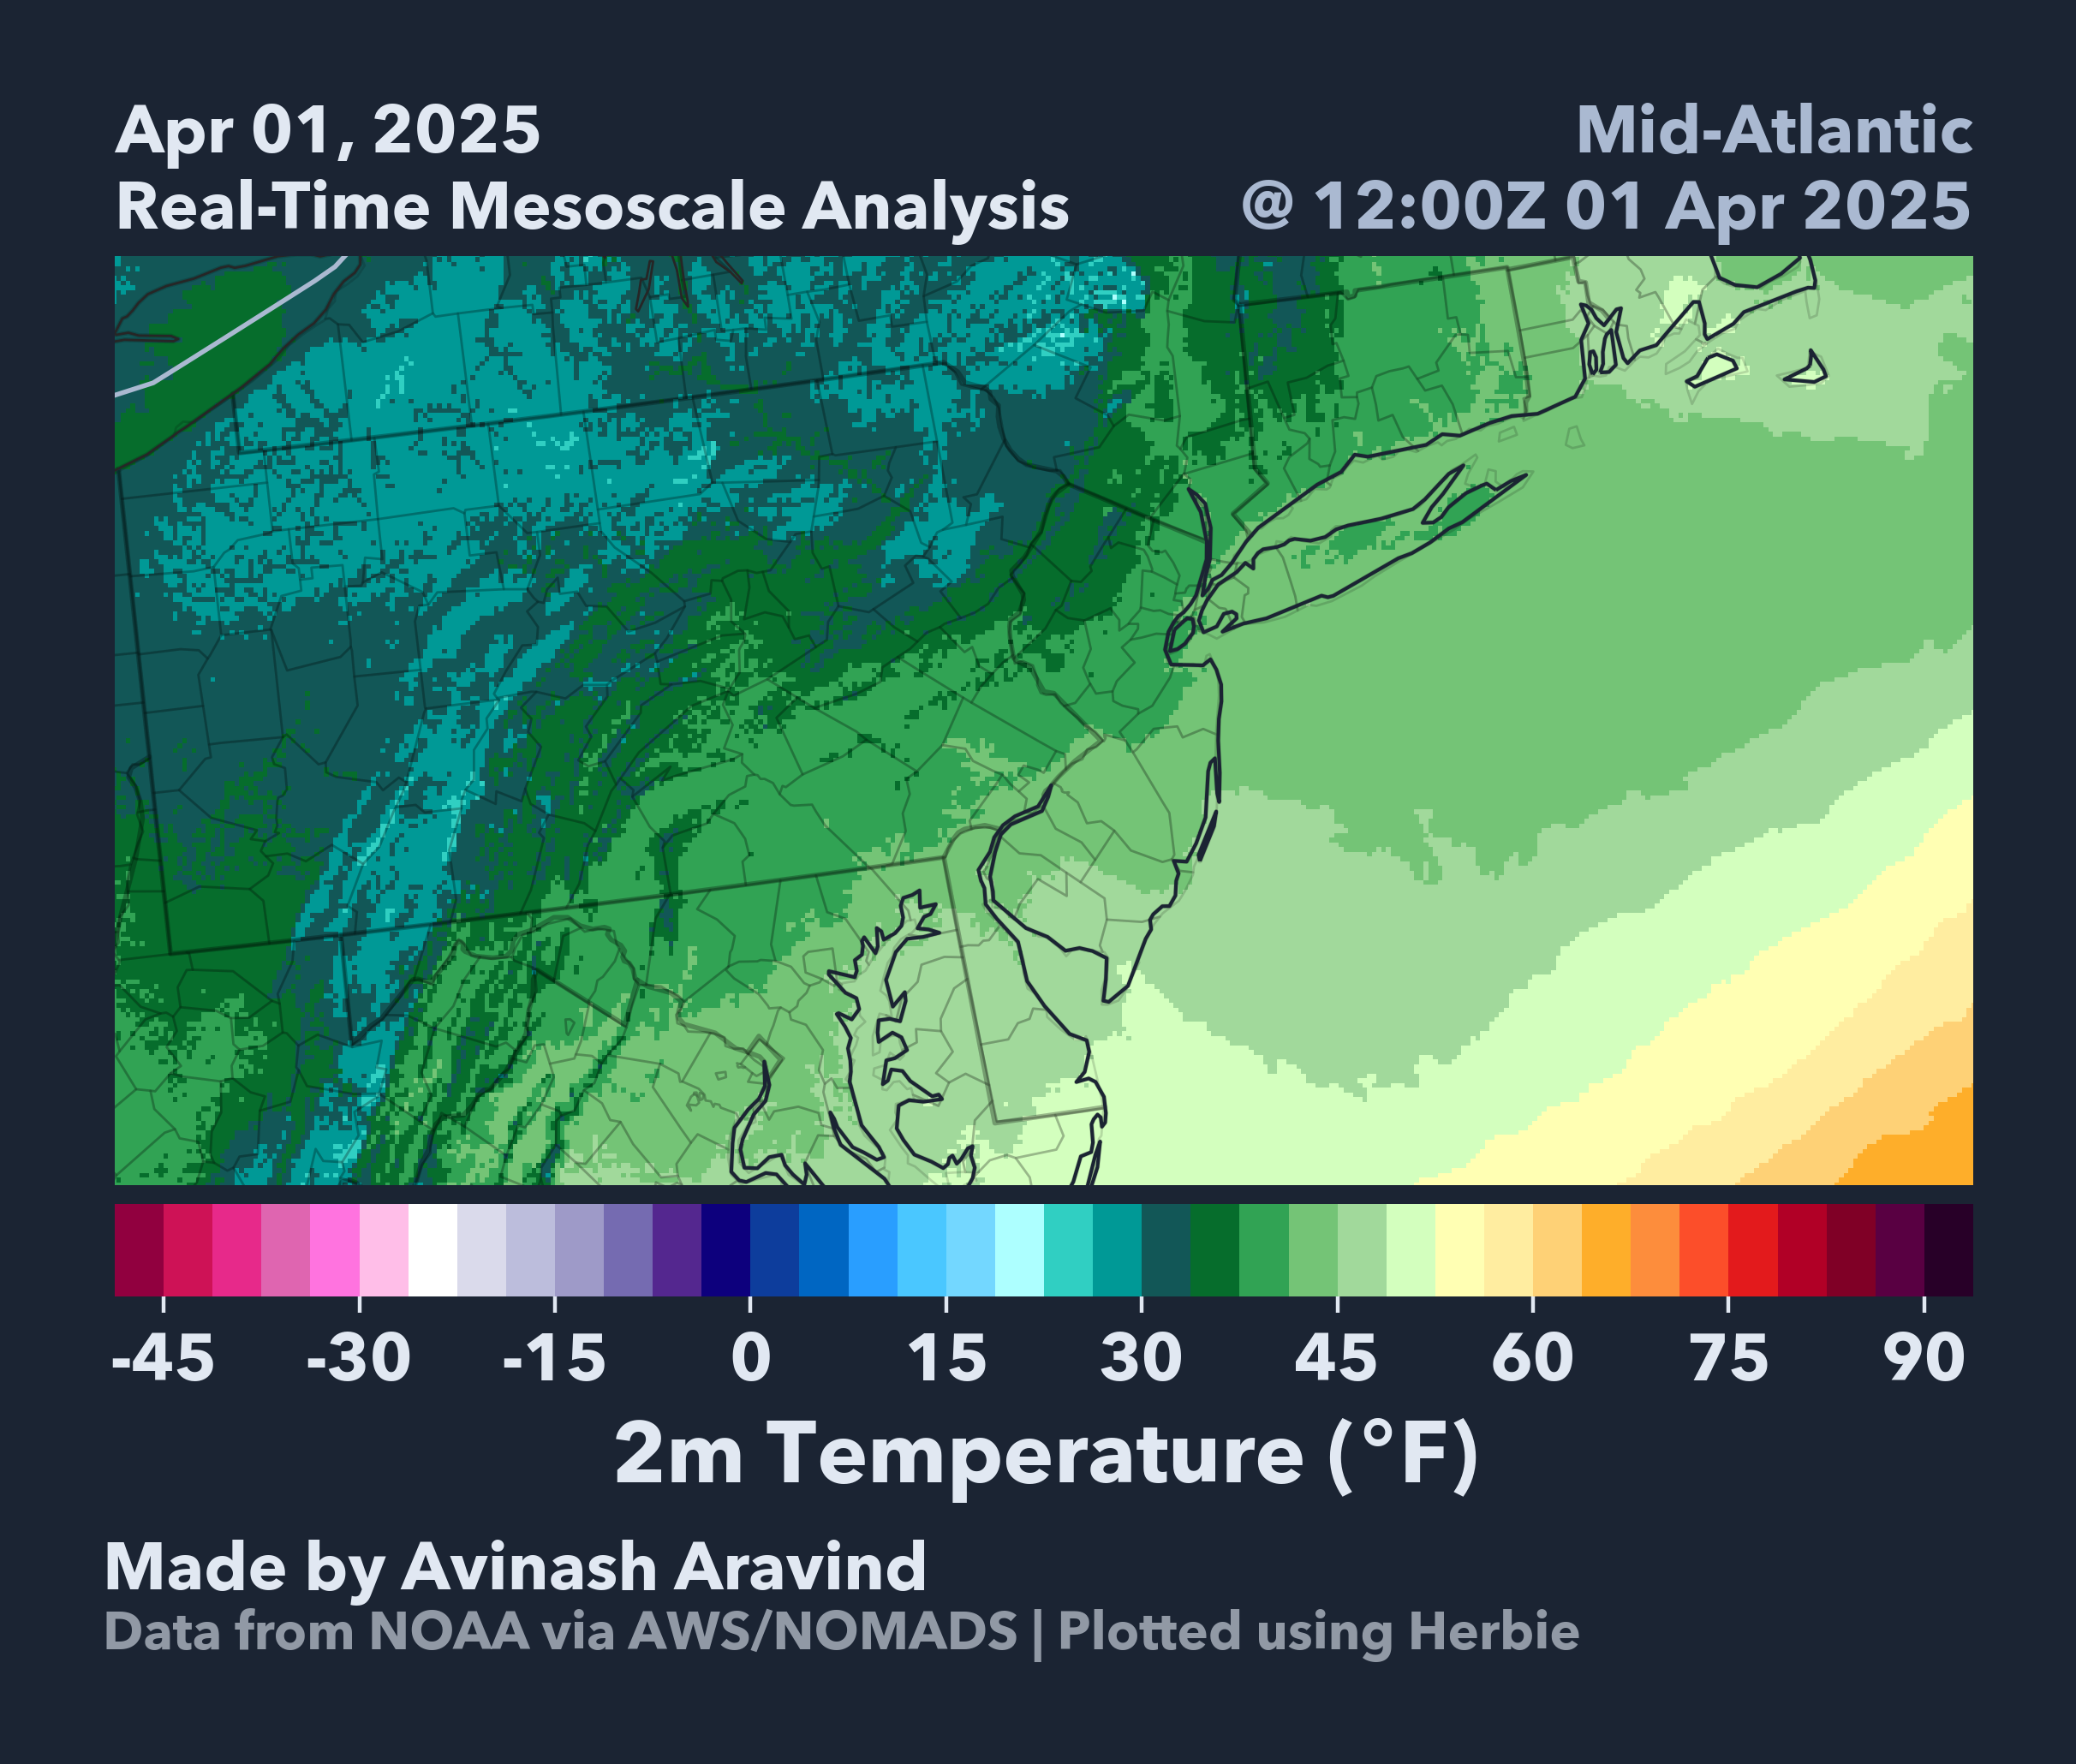 Apr 01, 2025
Mid-Atlantic
Real-Time Mesoscale Analysis
@ 12:00Z 01 Apr 2025
-45 -30 -15 0 15 30 45 60 75 90
2m Temperature (°F)
Made by Avinash Aravind
Data from NOAA via AWS/NOMADS | Plotted using Herbie